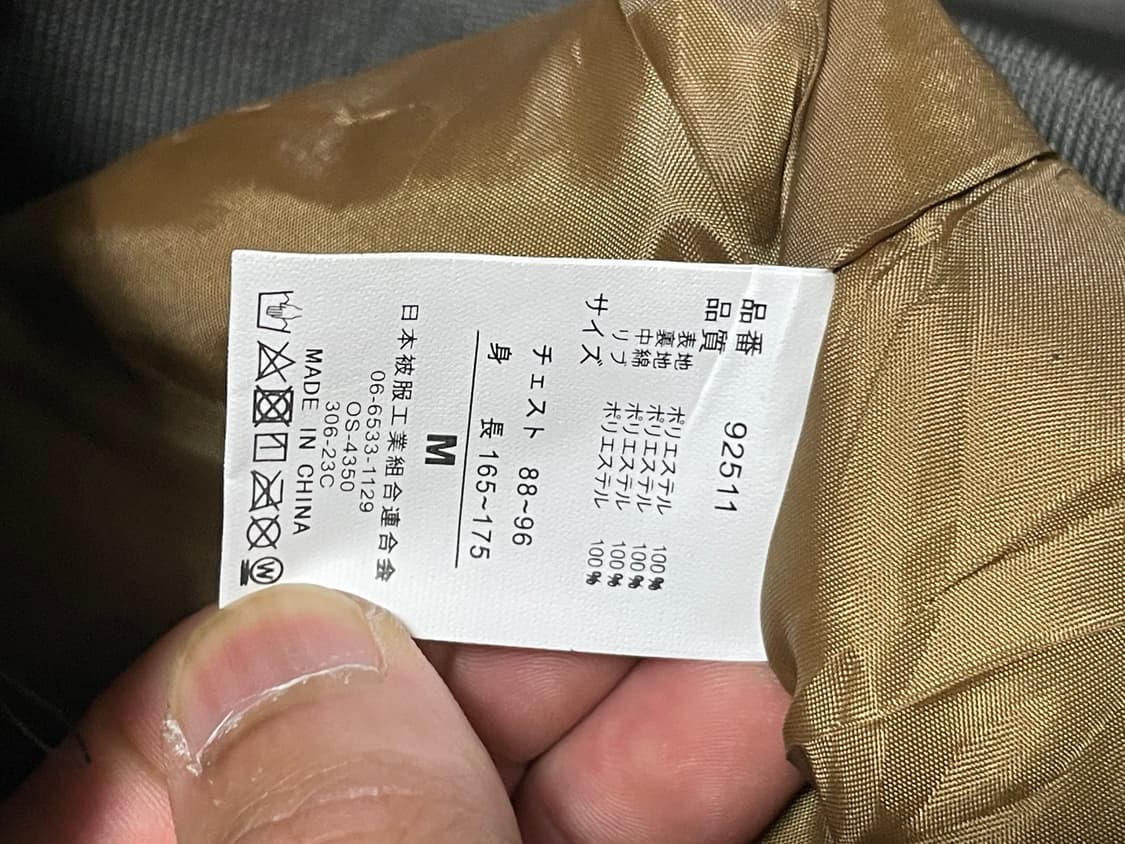 品番 92511
品質
表地 ポリエステル 100%
裏地 ポリエステル 100%
中綿 ポリエステル 100%
リブ ポリエステル 100%
サイズ
チェスト 88~96
身長 165~175
M
日本被服工業組合連合会
06-6533-1129
OS-4350
306-23C
MADE IN CHINA
W